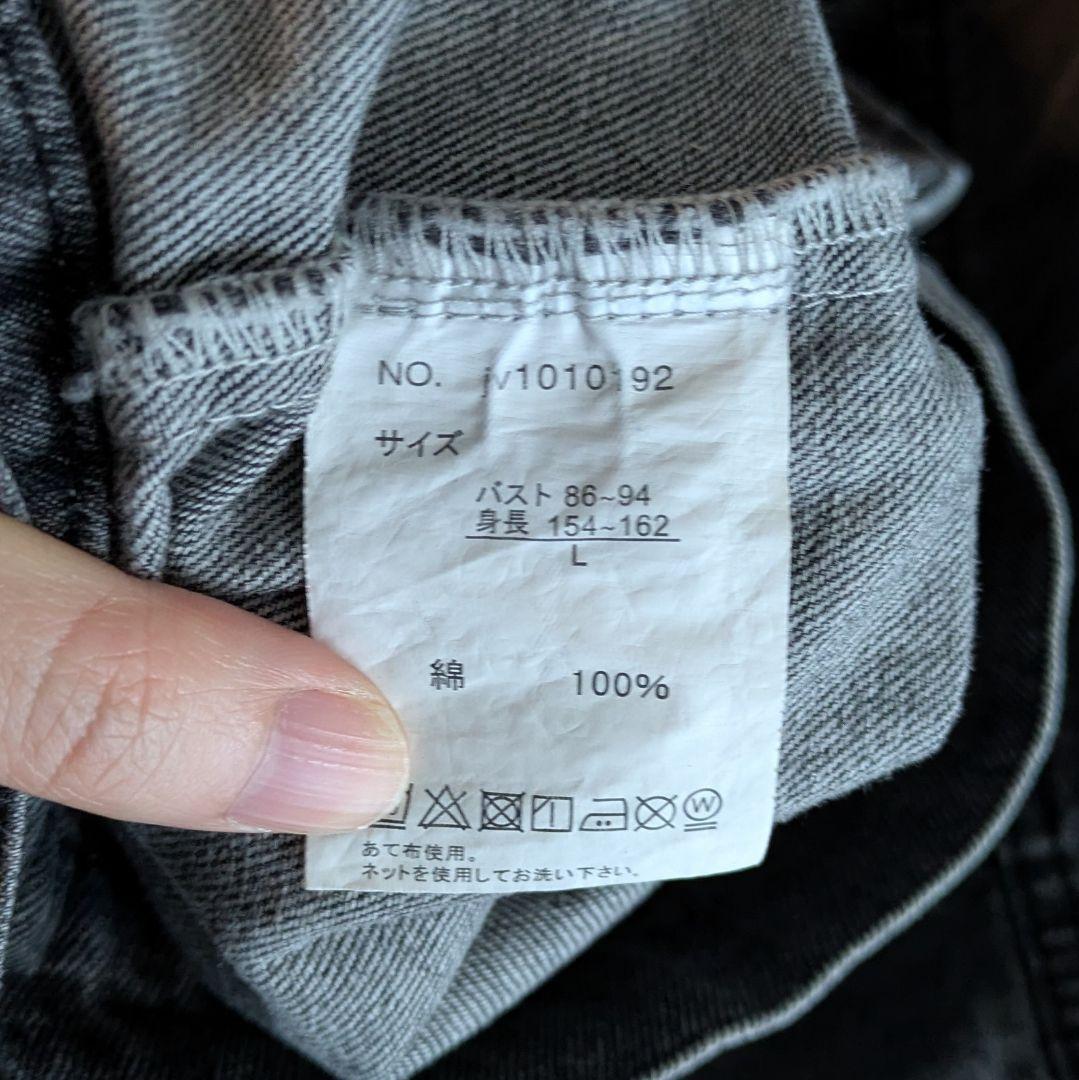 NO. jv1010192
サイズ
バスト 86~94
身長 154~162
L
綿 100%
W
あて布使用。
ネットを使用してお洗い下さい。